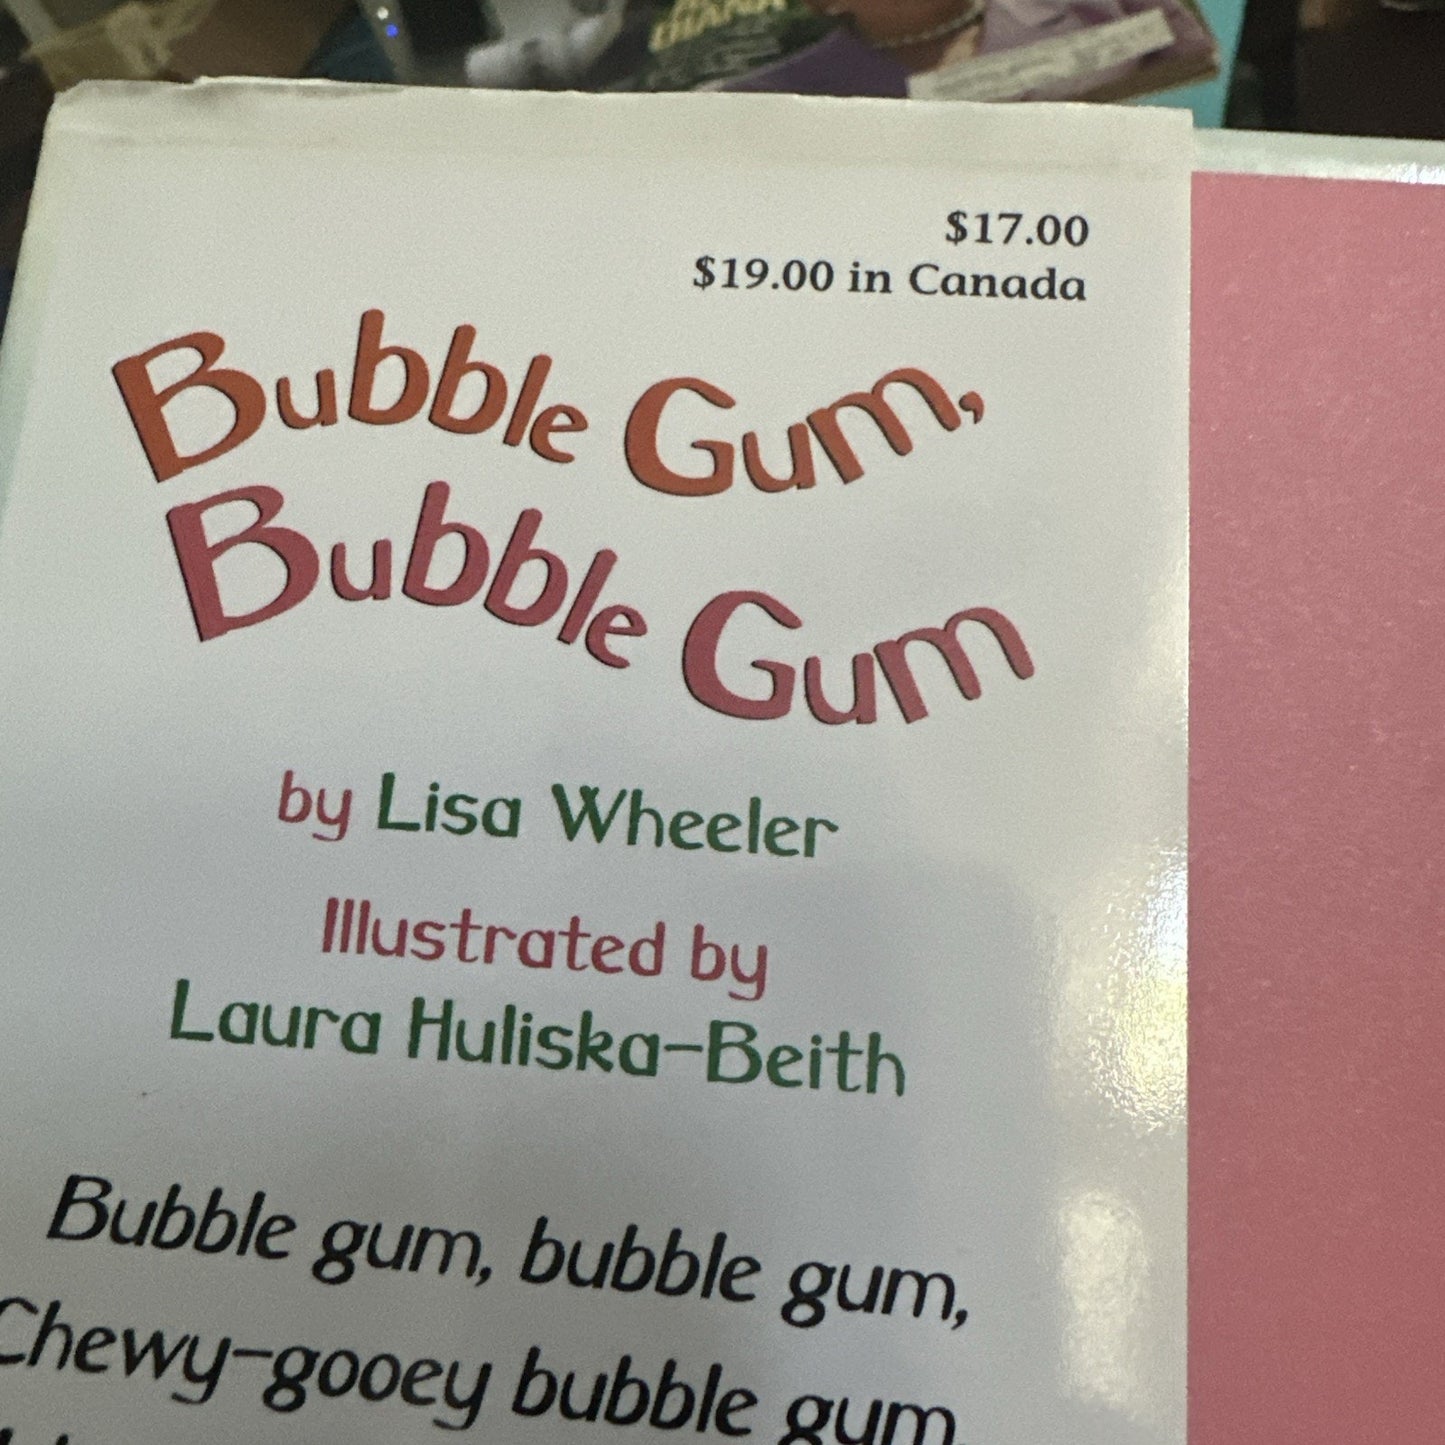 DIANA
$17.00
$19.00 in Canada
Bubble Gum,
Bubble Gum
by Lisa Wheeler
Illustrated by
Laura Huliska-Beith
Bubble gum, bubble gum,
Chewy-gooey bubble gum,